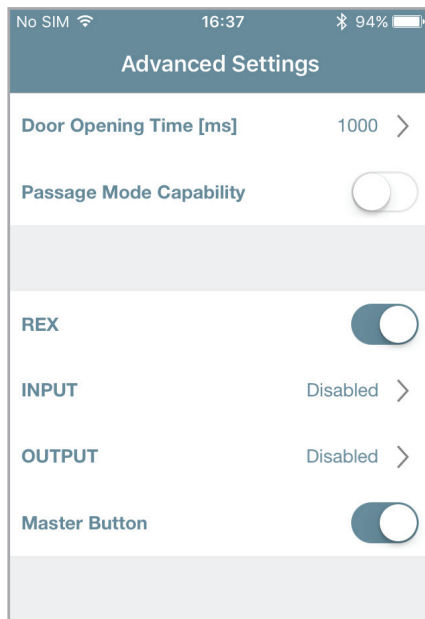 No SIM 16:37 94%
Advanced Settings
Door Opening Time [ms] 1000
Passage Mode Capability
REX
INPUT Disabled
OUTPUT Disabled
Master Button